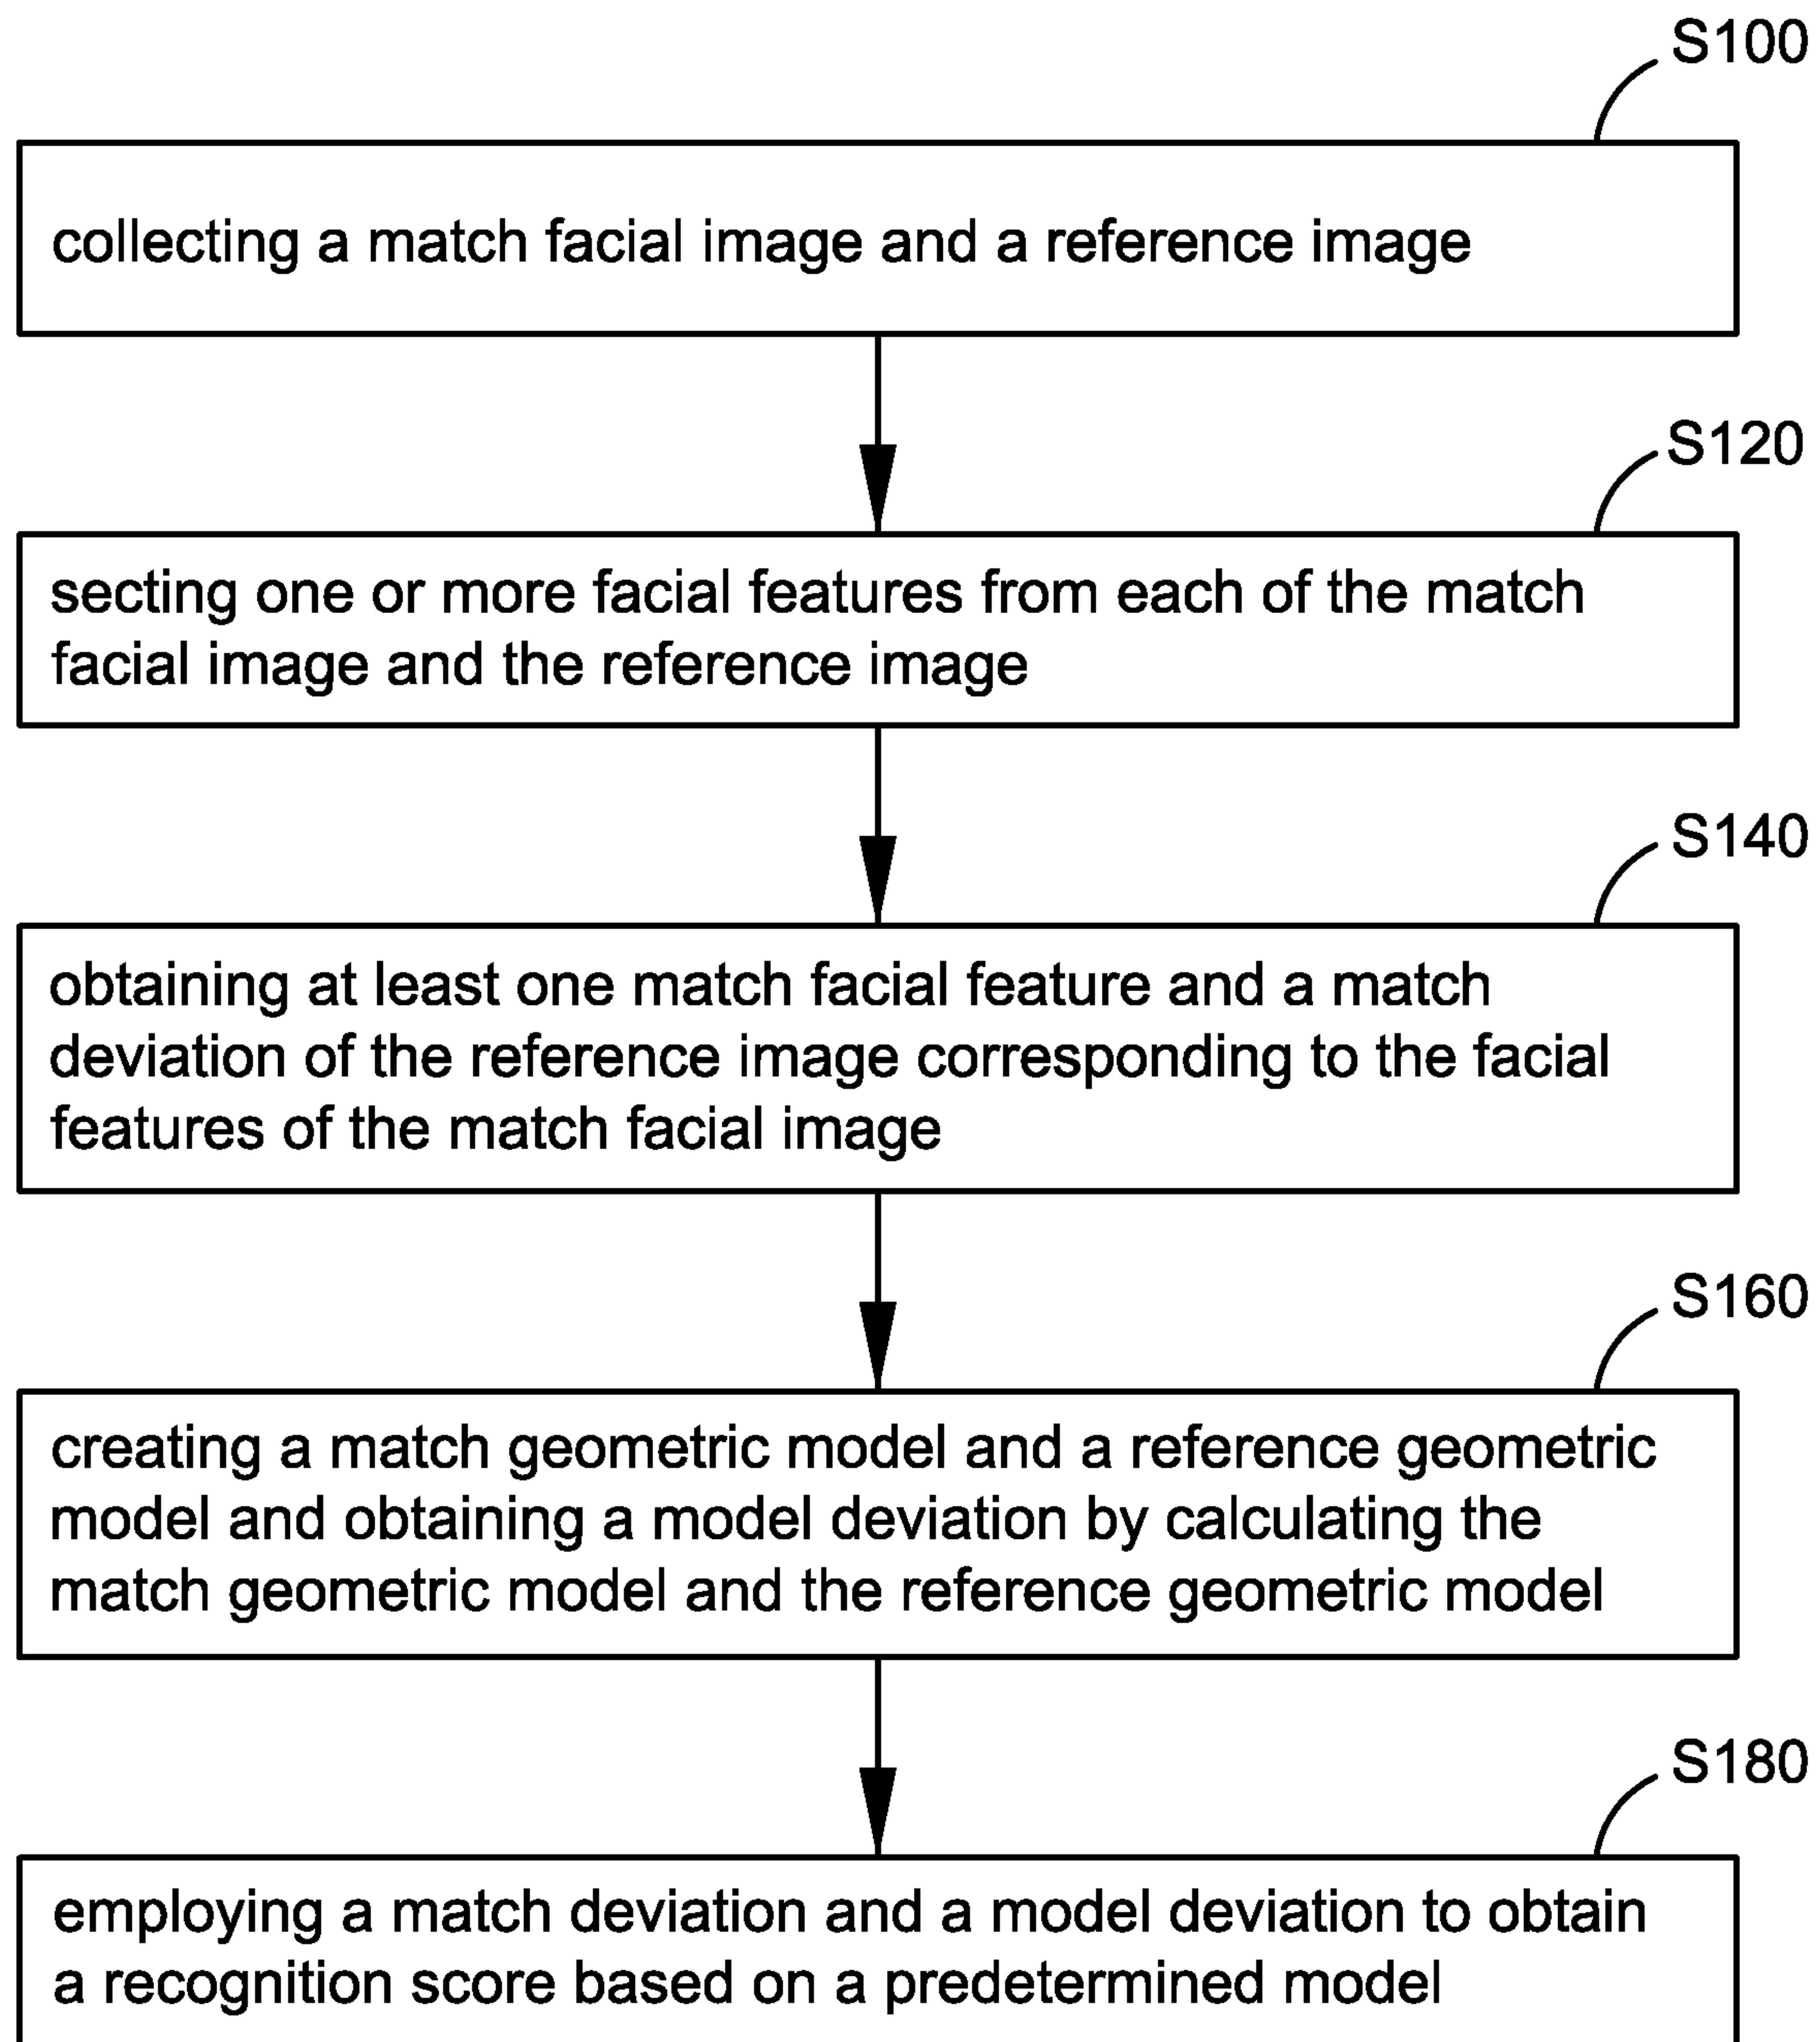 S100
collecting a match facial image and a reference image
S120
secting one or more facial features from each of the match
facial image and the reference image
S140
obtaining at least one match facial feature and a match
deviation of the reference image corresponding to the facial
features of the match facial image
S160
creating a match geometric model and a reference geometric
model and obtaining a model deviation by calculating the
match geometric model and the reference geometric model
S180
employing a match deviation and a model deviation to obtain
a recognition score based on a predetermined model